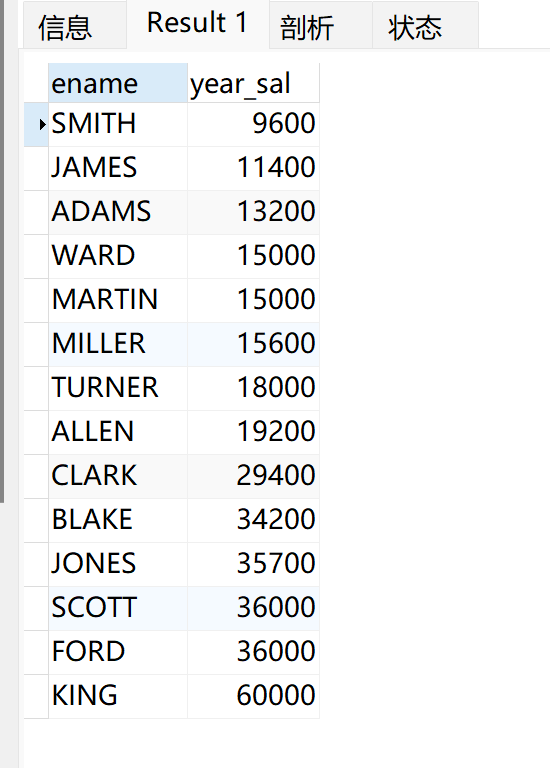 信息 Result 1 剖析 状态
ename year_sal
SMITH 9600
JAMES 11400
ADAMS 13200
WARD 15000
MARTIN 15000
MILLER 15600
TURNER 18000
ALLEN 19200
CLARK 29400
BLAKE 34200
JONES 35700
SCOTT 36000
FORD 36000
KING 60000